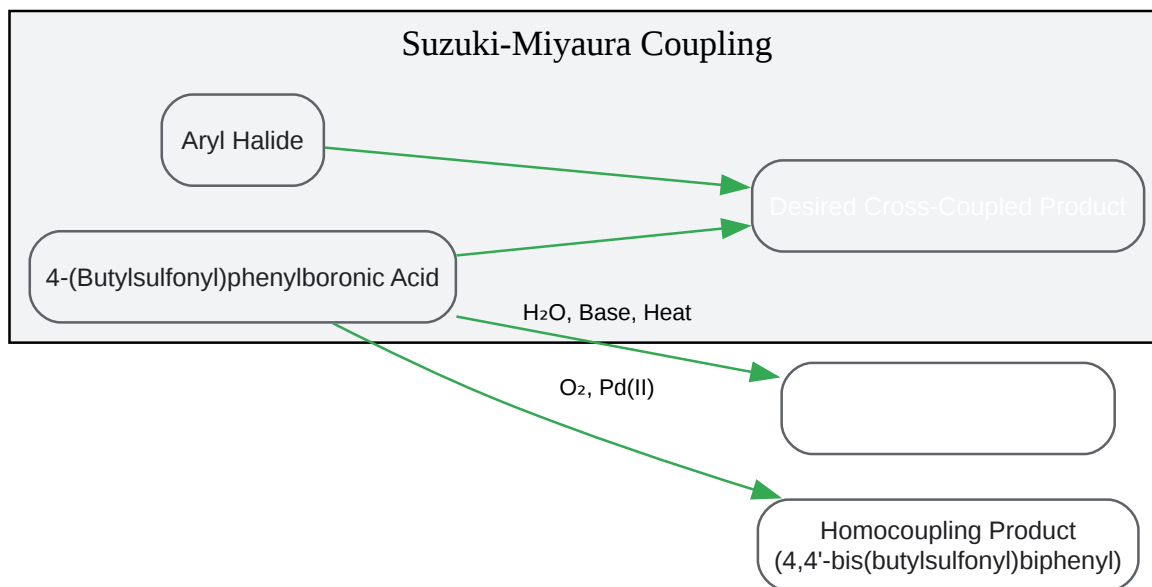 Suzuki-Miyaura Coupling
Aryl Halide
Desired Cross-Coupled Product
4-(Butylsulfonyl)phenylboronic Acid
H₂O, Base, Heat
O₂, Pd(II)
Homocoupling Product
(4,4'-bis(butylsulfonyl)biphenyl)